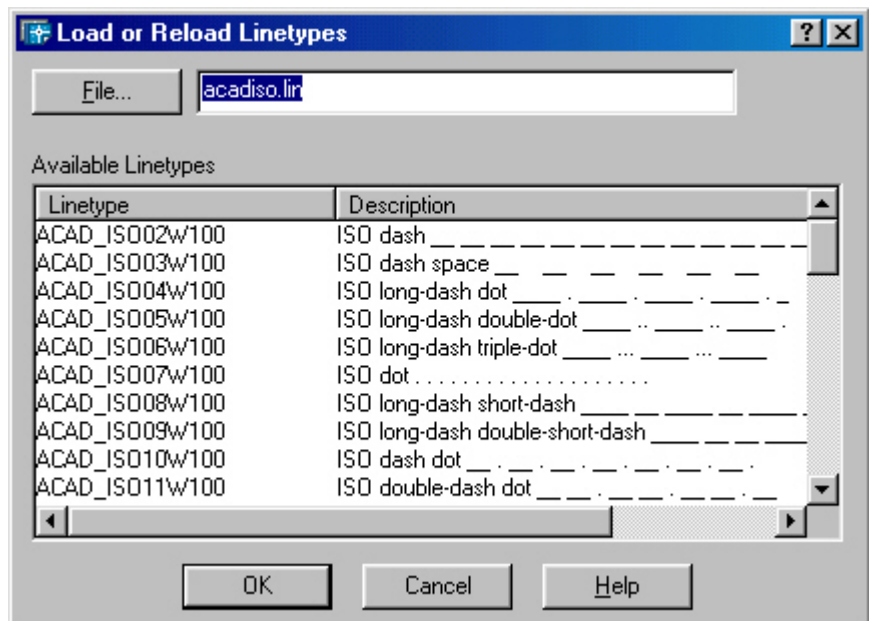 Load or Reload Linetypes
File... acadiso.lin
Available Linetypes
Linetype Description
ACAD_ISO02W100 ISO dash __ __ __ __ __ __ __ __ __ __ __ __ __
ACAD_ISO03W100 ISO dash space __ __ __ __ __ __
ACAD_ISO04W100 ISO long-dash dot ____ . ____ . ____ . ____ . _
ACAD_ISO05W100 ISO long-dash double-dot ____ .. ____ .. ____ .
ACAD_ISO06W100 ISO long-dash triple-dot ____ ... ____ ... ____
ACAD_ISO07W100 ISO dot . . . . . . . . . . . . . . . . . . . .
ACAD_ISO08W100 ISO long-dash short-dash ____ __ ____ __ ____ _
ACAD_ISO09W100 ISO long-dash double-short-dash ____ __ __ ____
ACAD_ISO10W100 ISO dash dot __ . __ . __ . __ . __ . __ .
ACAD_ISO11W100 ISO double-dash dot __ __ . __ __ . __ __ . __
OK Cancel Help